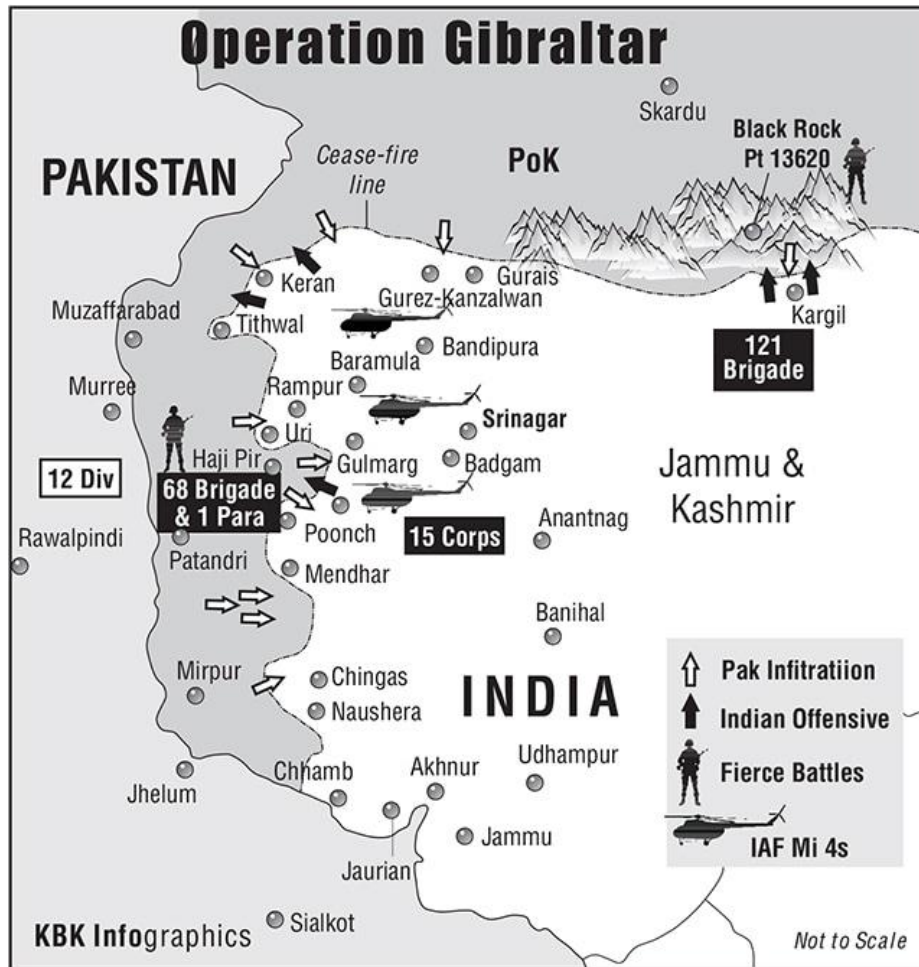 Operation Gibraltar
Skardu
Black Rock
Pt 13620
Cease-fire
line
PoK
PAKISTAN
Keran
Gurais
Gurez-Kanzalwan
Kargil
Muzaffarabad
Tithwal
Bandipura
121
Brigade
Baramula
Murree
Rampur
Srinagar
Uri
Haji Pir
Gulmarg
Badgam
12 Div
68 Brigade
& 1 Para
Jammu &
Kashmir
Poonch
15 Corps
Anantnag
Rawalpindi
Patandri
Mendhar
Banihal
Mirpur
Chingas
Naushera
INDIA
Pak Infitratiion
Indian Offensive
Fierce Battles
IAF Mi 4s
Udhampur
Chhamb
Akhnur
Jhelum
Jammu
Jaurian
Sialkot
KBK Infographics
Not to Scale